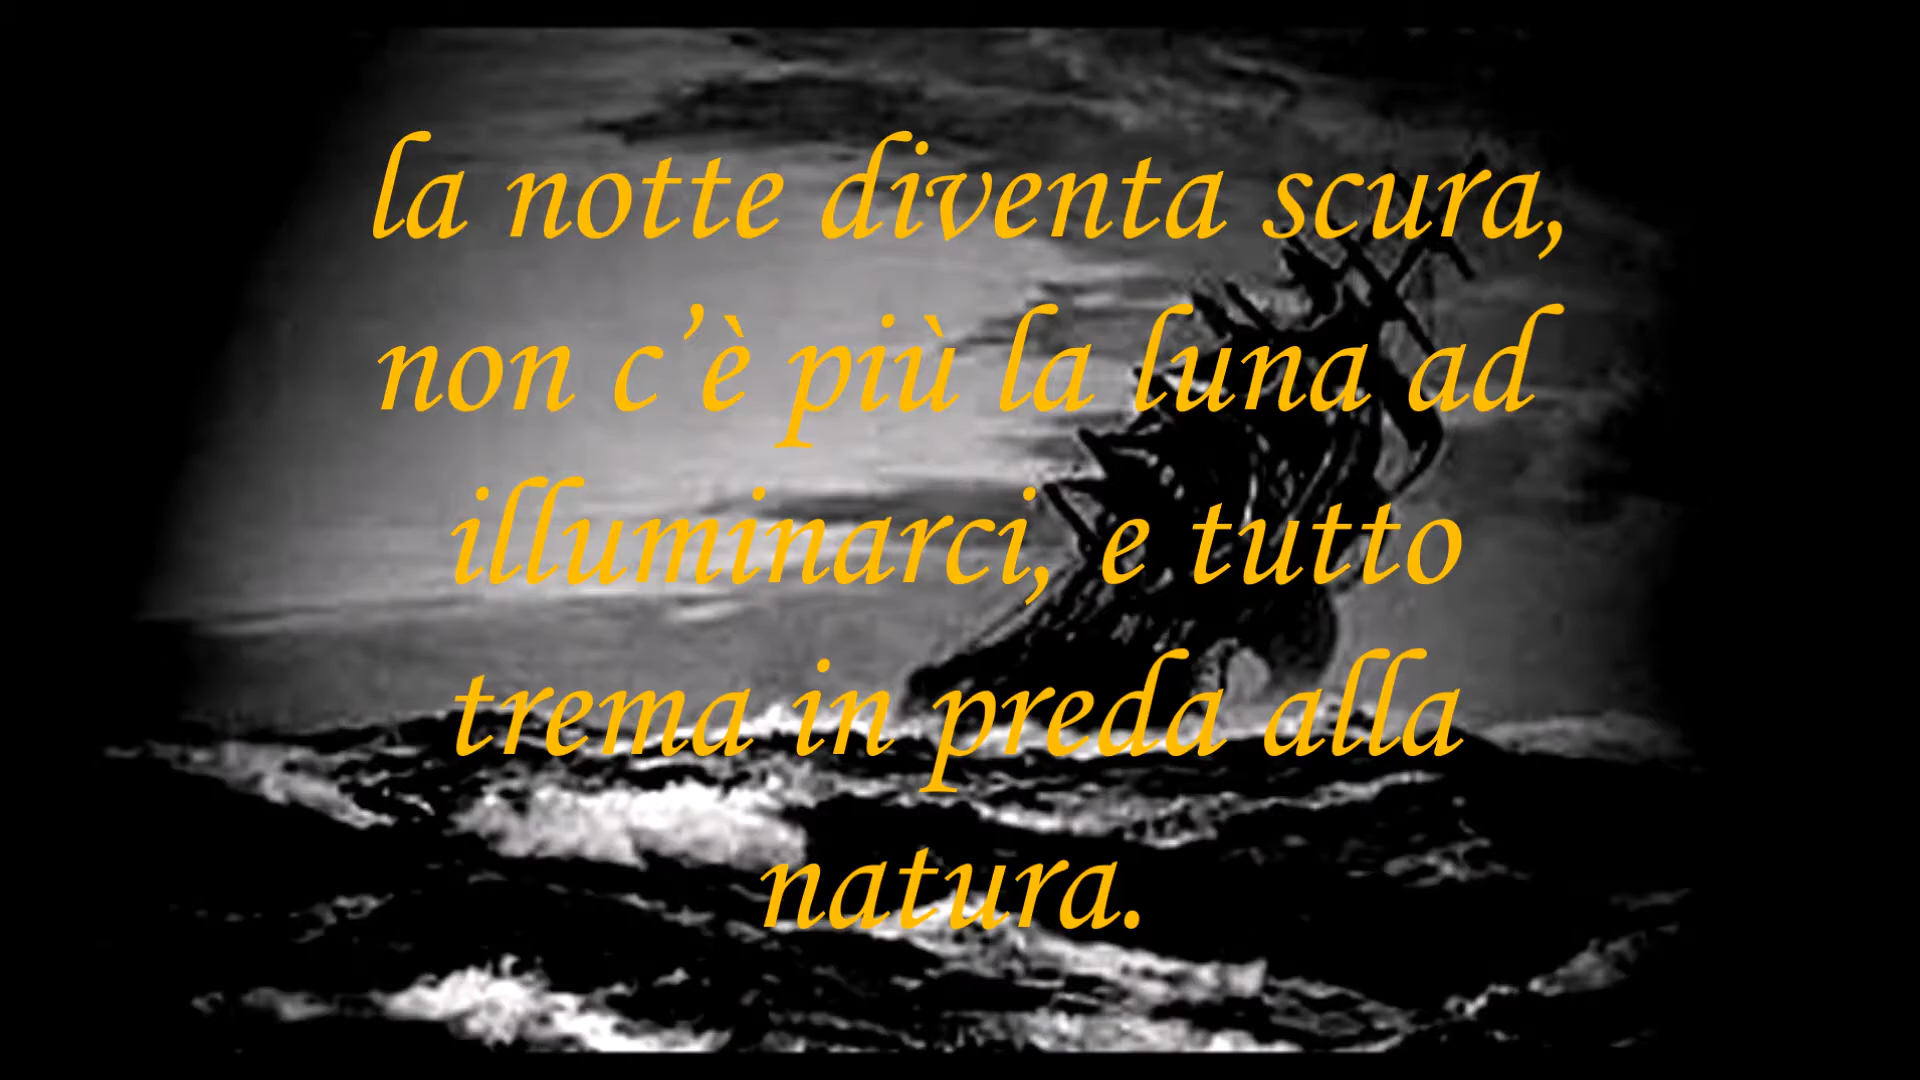 la notte diventa scura,
non c’è più la luna ad
illuminarci, e tutto
trema in preda alla
natura.